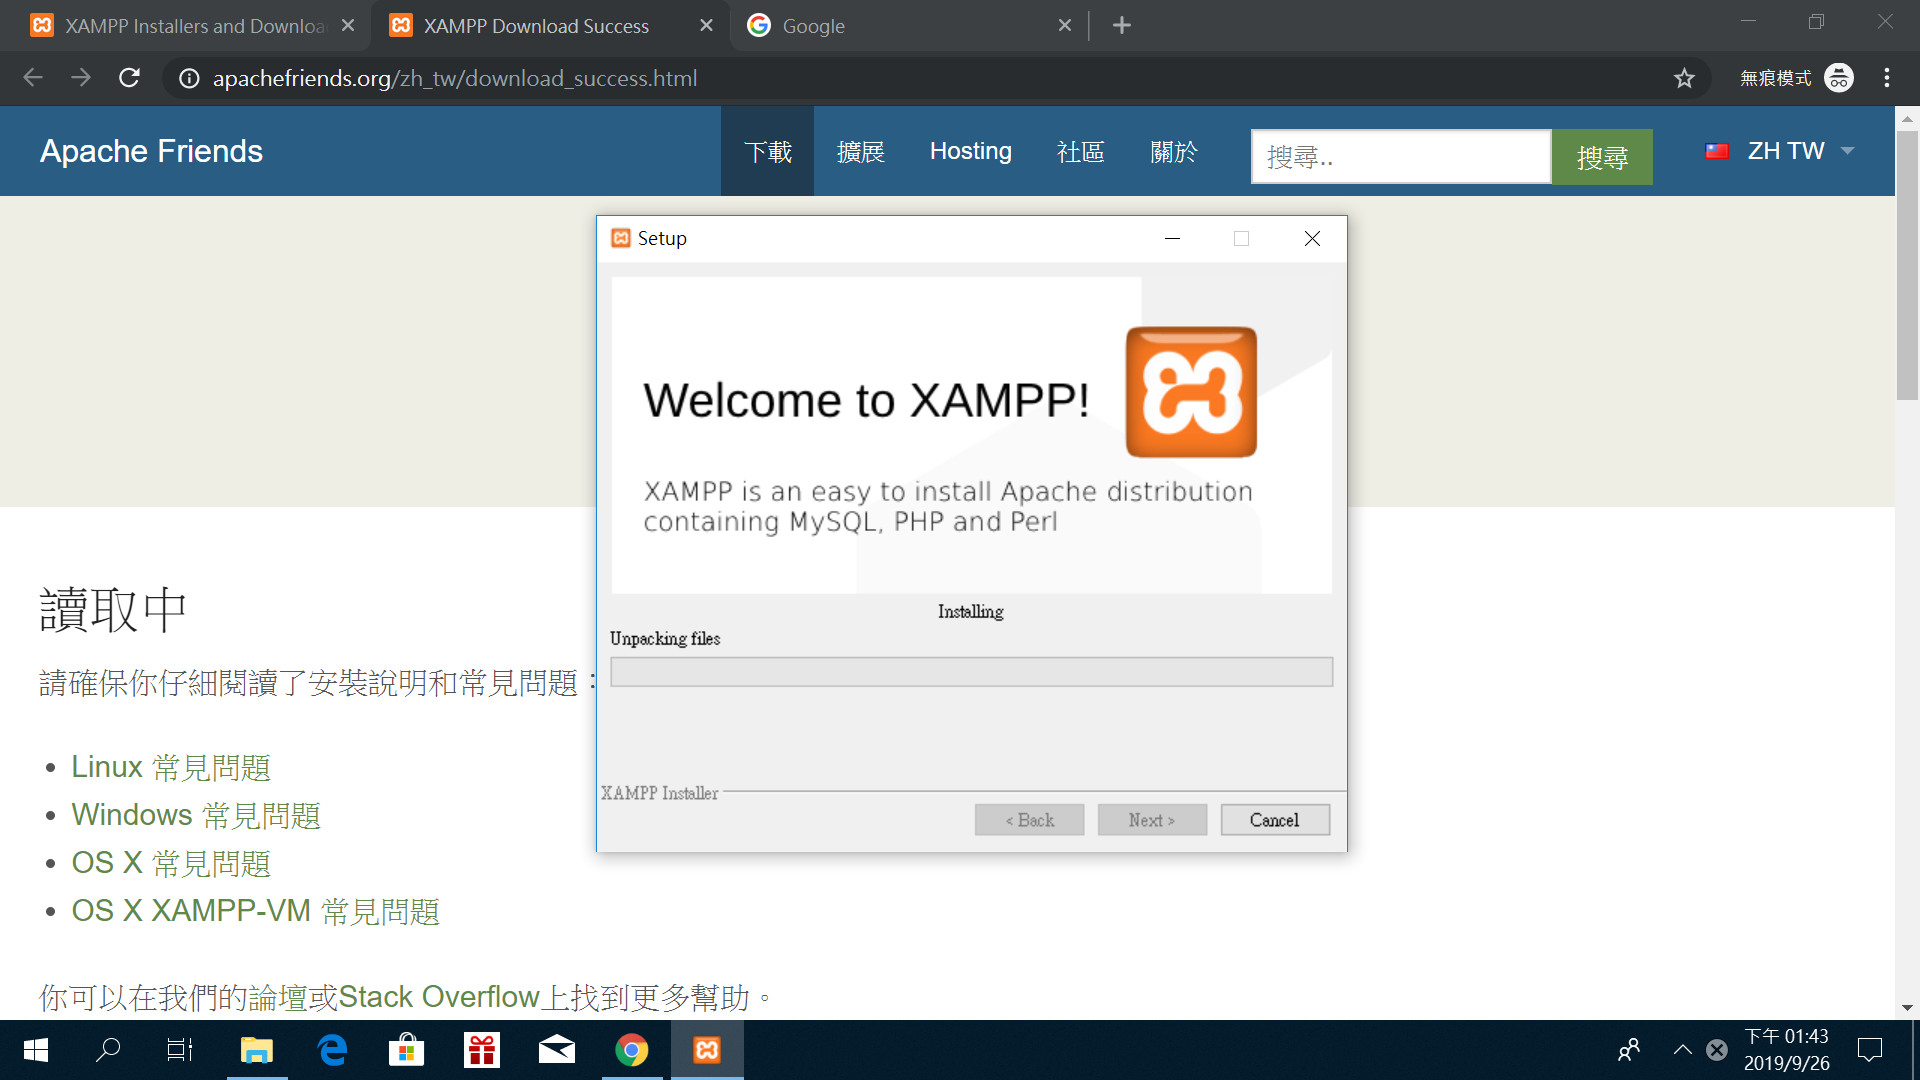 XAMPP Installers and Downloa
XAMPP Download Success
Google
apachefriends.org/zh_tw/download_success.html
無痕模式
Apache Friends
下載
擴展
Hosting
社區
關於
搜尋..
搜尋
ZH TW
Setup
Welcome to XAMPP!
XAMPP is an easy to install Apache distribution
containing MySQL, PHP and Perl
Installing
Unpacking files
XAMPP Installer
< Back
Next >
Cancel
讀取中
請確保你仔細閱讀了安裝說明和常見問題：
Linux 常見問題
Windows 常見問題
OS X 常見問題
OS X XAMPP-VM 常見問題
你可以在我們的論壇或Stack Overflow上找到更多幫助。
下午 01:43
2019/9/26